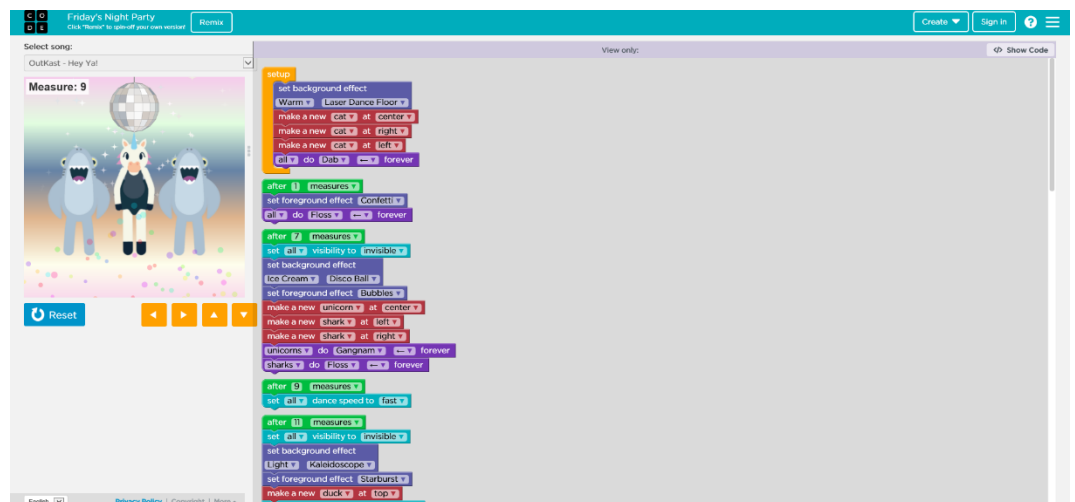 C O
D E
Friday's Night Party
Click "Remix" to spin-off your own version!
Remix
Create
Sign in
?
Select song:
OutKast - Hey Ya!
View only:
</> Show Code
Measure: 9
Reset
setup
set background effect
Warm Laser Dance Floor
make a new cat at center
make a new cat at right
make a new cat at left
all do Dab ← forever
after 1 measures
set foreground effect Confetti
all do Floss ← forever
after 7 measures
set all visibility to invisible
set background effect
Ice Cream Disco Ball
set foreground effect Bubbles
make a new unicorn at center
make a new shark at left
make a new shark at right
unicorns do Gangnam ← forever
sharks do Floss ← forever
after 9 measures
set all dance speed to fast
after 11 measures
set all visibility to invisible
set background effect
Light Kaleidoscope
set foreground effect Starburst
make a new duck at top
English
Privacy Policy | Copyright | More